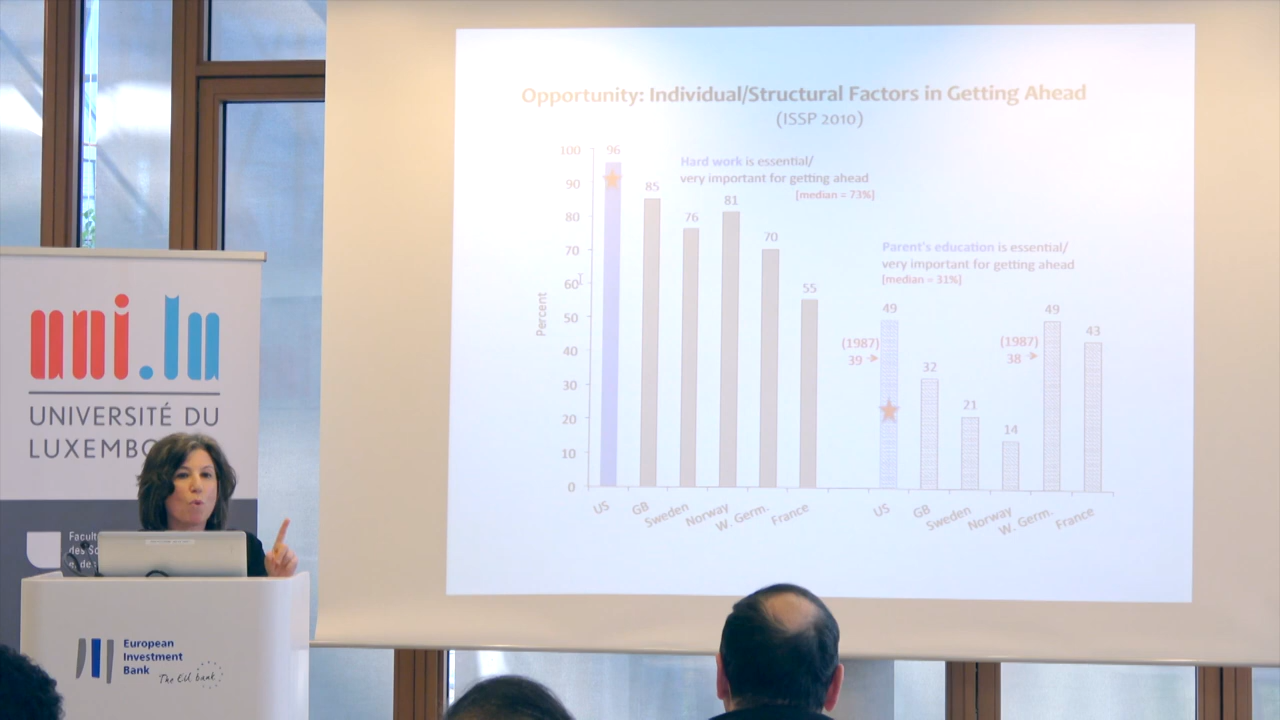 Opportunity: Individual/Structural Factors in Getting Ahead
(ISSP 2010)
100
90
80
70
60
50
40
30
20
10
0
Percent
96
85
76
81
70
55
Hard work is essential/
very important for getting ahead
[median = 73%]
US
GB
Sweden
Norway
W. Germ.
France
Parent's education is essential/
very important for getting ahead
[median = 31%]
(1987)
39
49
32
21
14
(1987)
38
49
43
US
GB
Sweden
Norway
W. Germ.
France
uni.lu
UNIVERSITÉ DU
LUXEMBO
Facult
des Sc
e. de
European
Investment
Bank
The EU bank